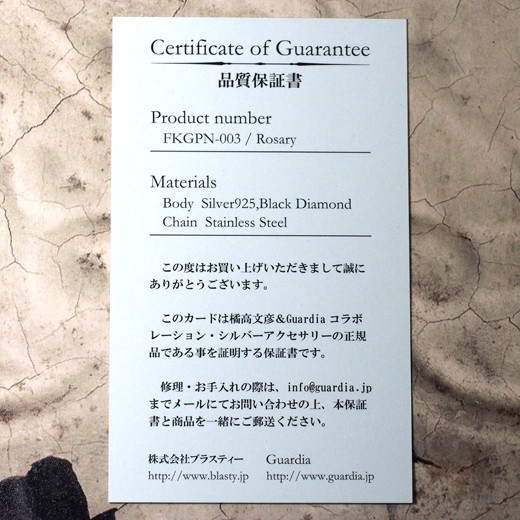 Certificate of Guarantee
品質保証書
Product number
FKGPN-003 / Rosary
Materials
Body Silver925,Black Diamond
Chain Stainless Steel
この度はお買い上げいただきまして誠に
ありがとうございます。
このカードは橘高文彦＆Guardia コラボ
レーション・シルバーアクセサリーの正規
品である事を証明する保証書です。
修理・お手入れの際は、info@guardia.jp
までメールにてお問い合わせの上、本保証
書と商品を一緒にご郵送ください。
株式会社ブラスティー Guardia
http://www.blasty.jp http://www.guardia.jp